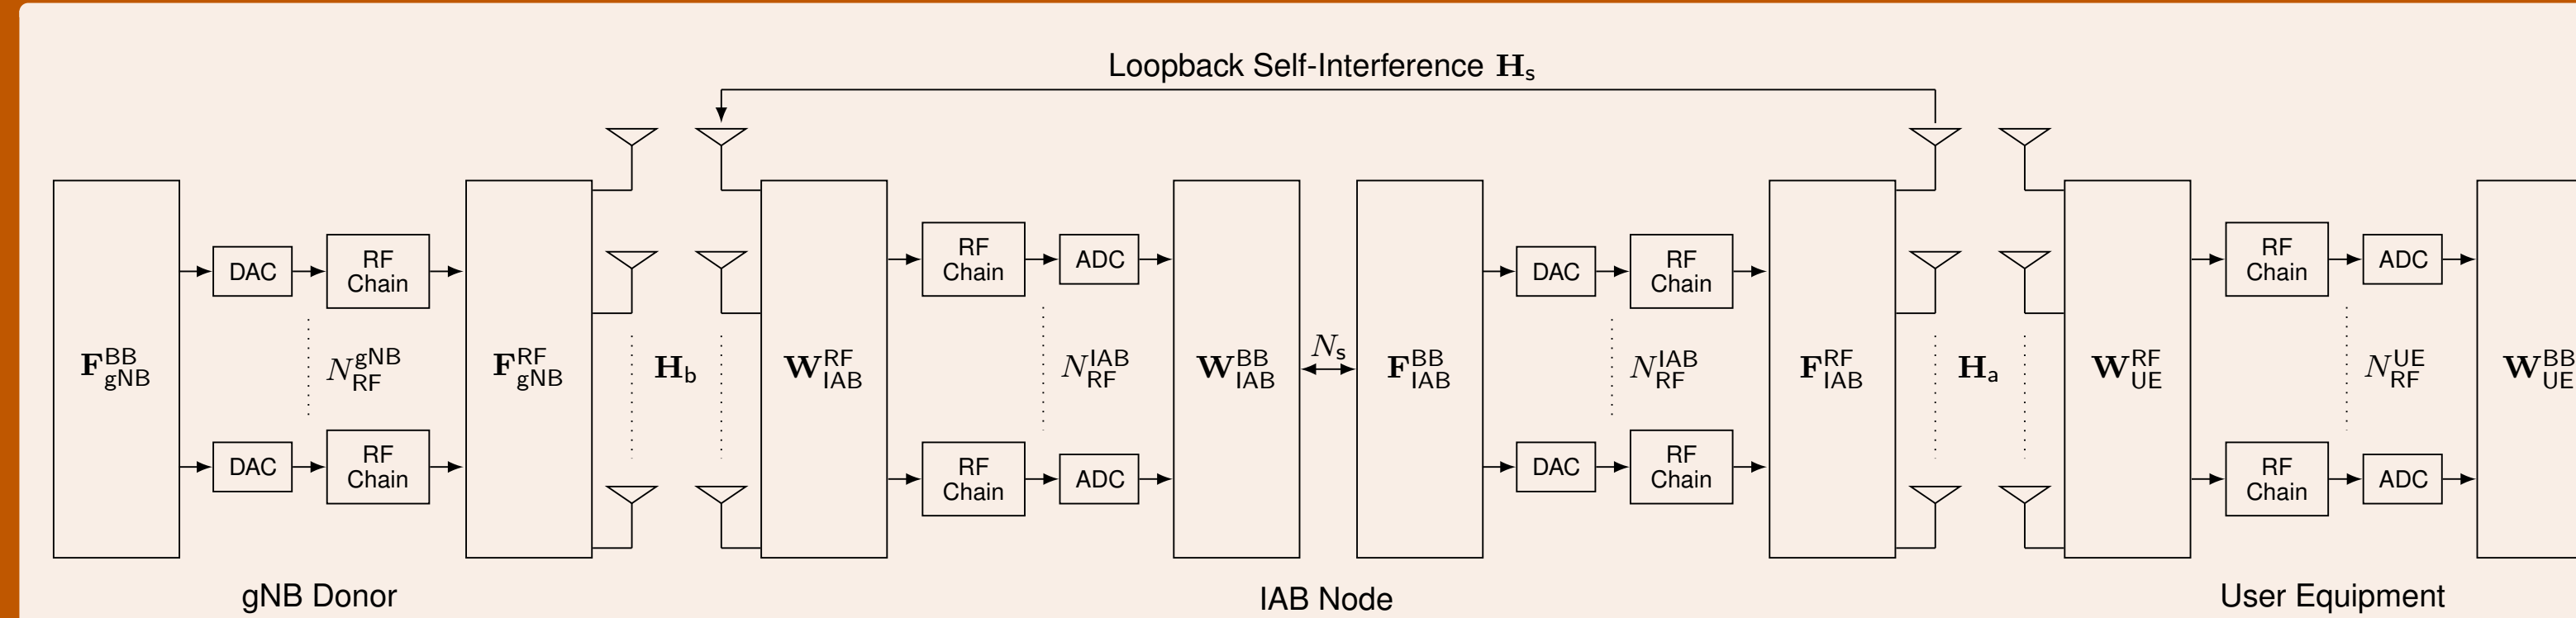 Loopback Self-Interference H_s
F^BB_gNB
DAC
RF
Chain
N^gNB_RF
DAC
RF
Chain
F^RF_gNB
H_b
W^RF_IAB
RF
Chain
ADC
N^IAB_RF
RF
Chain
ADC
W^BB_IAB
N_s
F^BB_IAB
DAC
RF
Chain
N^IAB_RF
DAC
RF
Chain
F^RF_IAB
H_a
W^RF_UE
RF
Chain
ADC
N^UE_RF
RF
Chain
ADC
W^BB_UE
gNB Donor
IAB Node
User Equipment